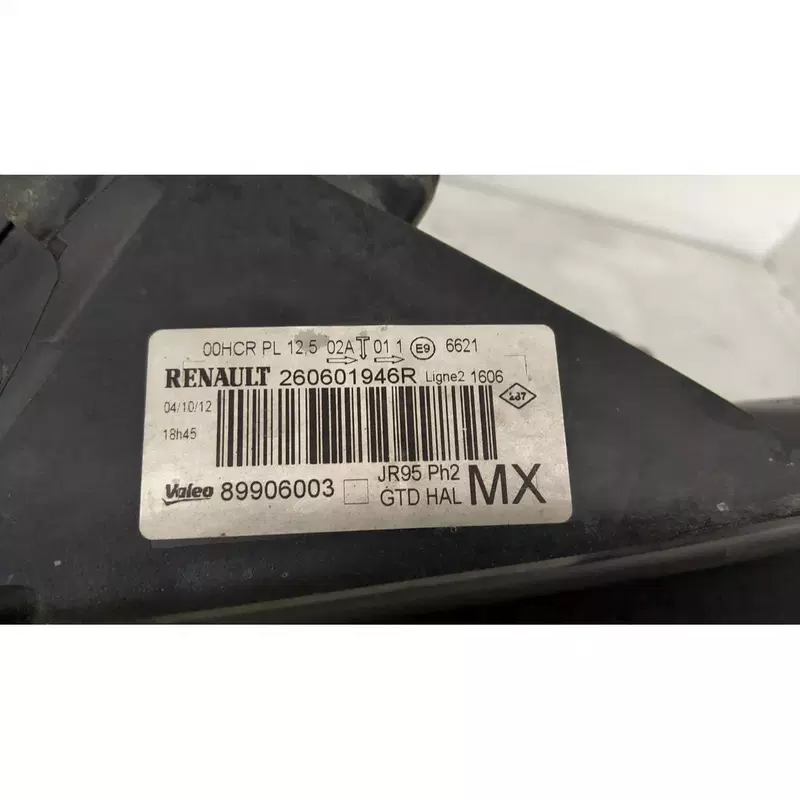 00HCR PL 12,5 02A 01 1 E9 6621
RENAULT 260601946R Ligne2 1606
04/10/12
18h45
Valeo 89906003 JR95 Ph2
GTD HAL MX